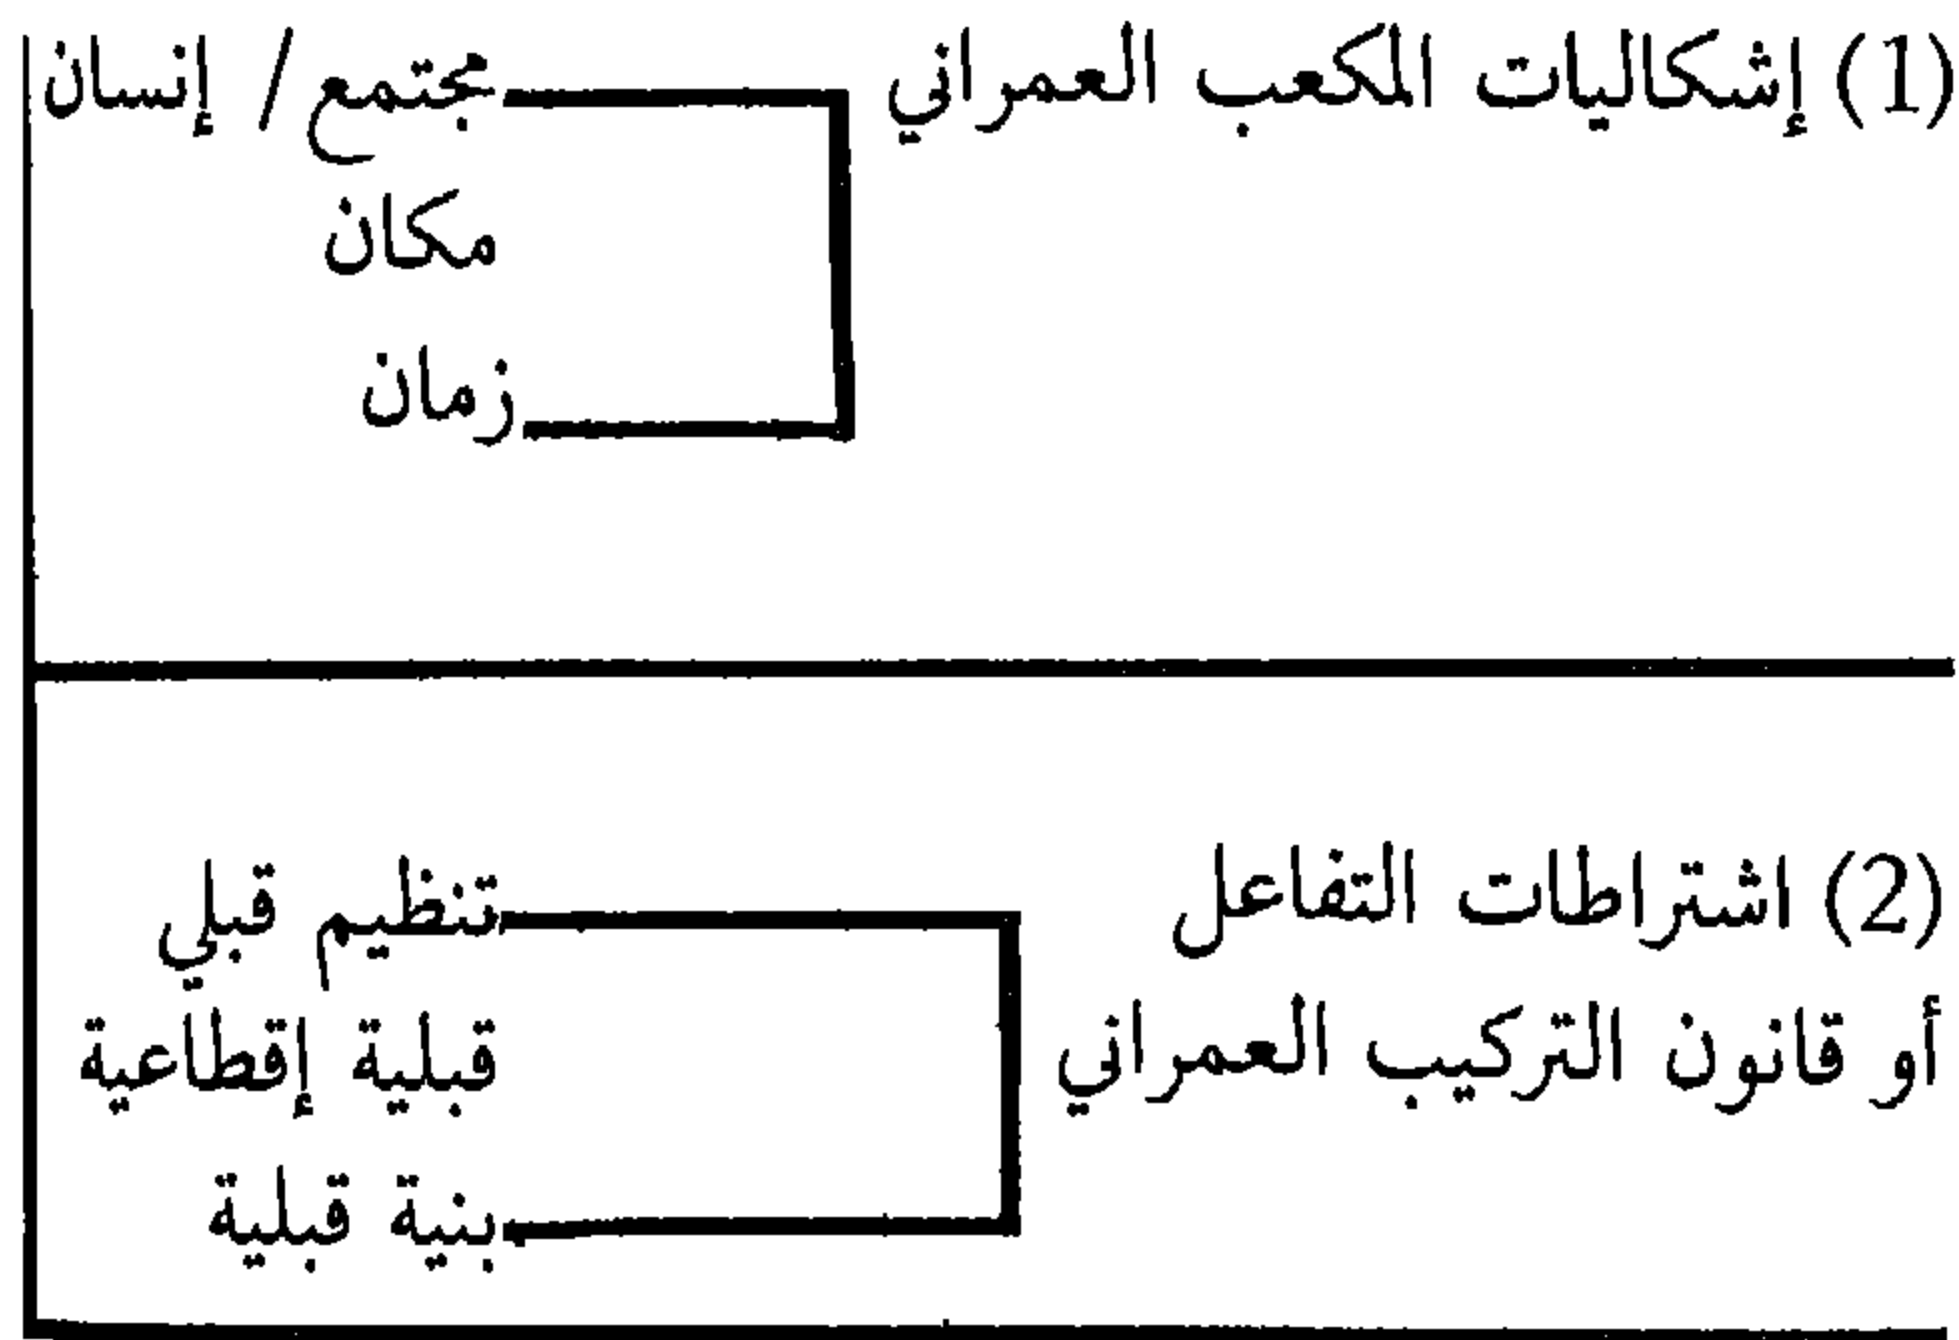 (1) إشكاليات المكعب العمراني مجتمع / إنسان
مكان
زمان
(2) اشتراطات التفاعل تنظيم قبلي
أو قانون التركيب العمراني قبلية إقطاعية
بنية قبلية